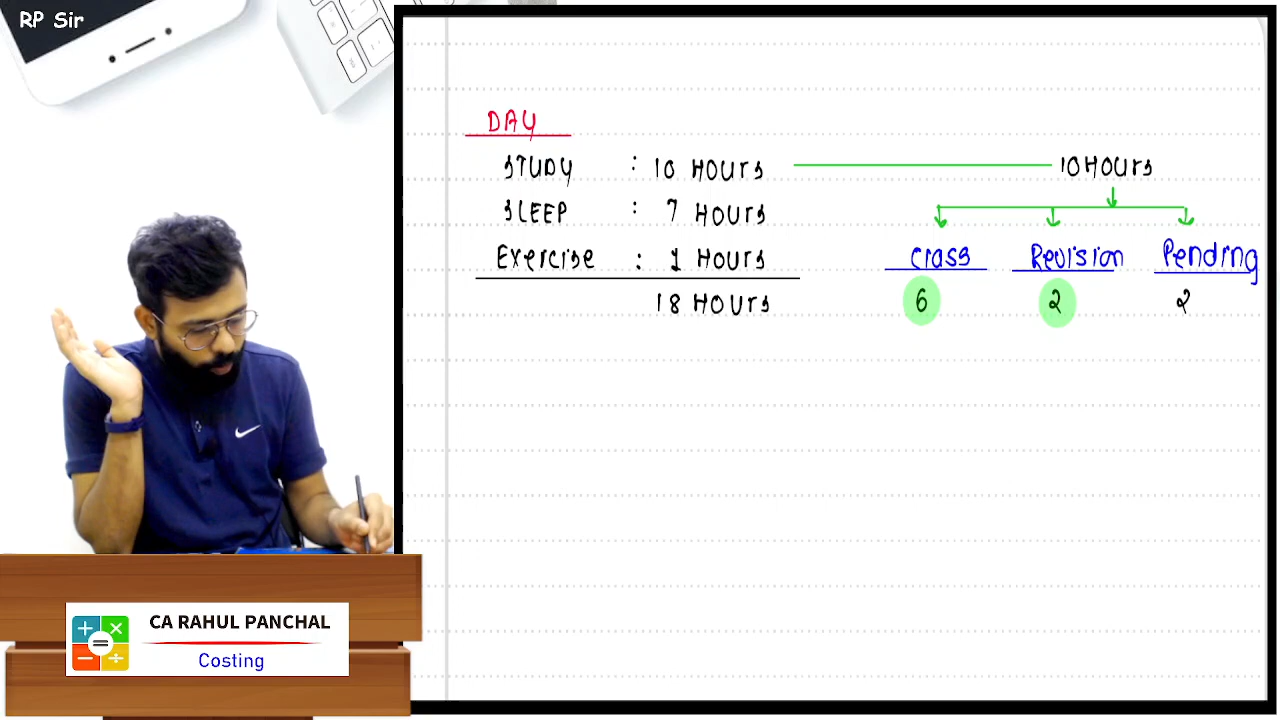 RP Sir
DAY
STUDY : 10 HOURS 10 HOURS
SLEEP : 7 HOURS
Exercise : 1 HOURS
18 HOURS
Class Revision Pending
6 2 2
CA RAHUL PANCHAL
Costing